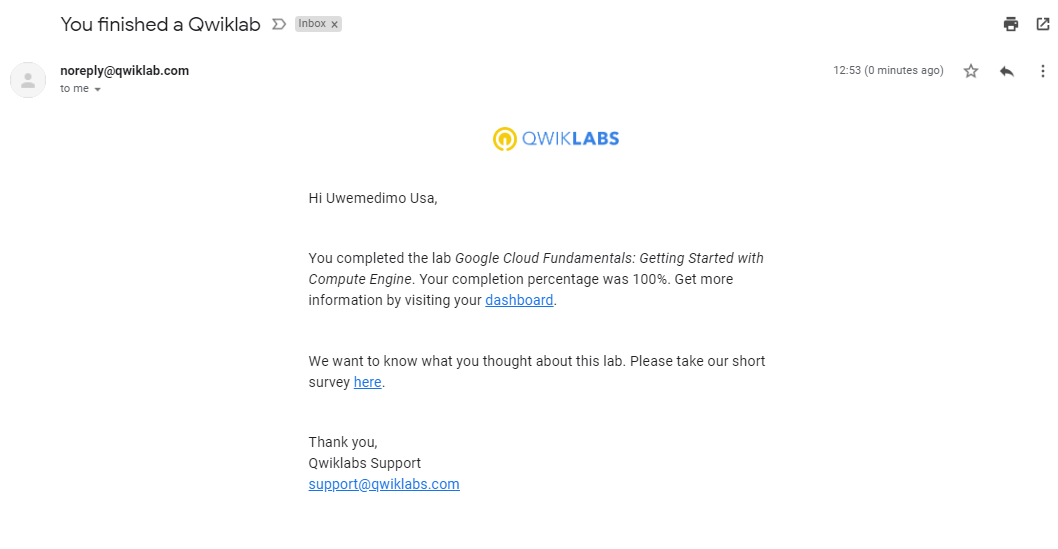 You finished a Qwiklab
Inbox x
noreply@qwiklab.com
12:53 (0 minutes ago)
to me
QWIKLABS
Hi Uwemedimo Usa,
You completed the lab Google Cloud Fundamentals: Getting Started with
Compute Engine. Your completion percentage was 100%. Get more
information by visiting your dashboard.
We want to know what you thought about this lab. Please take our short
survey here.
Thank you,
Qwiklabs Support
support@qwiklabs.com